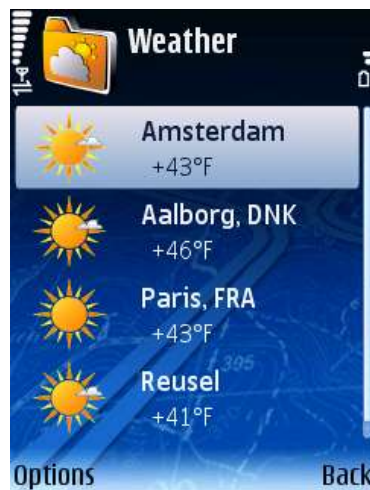 Weather
Amsterdam
+43°F
Aalborg, DNK
+46°F
Paris, FRA
+43°F
Reusel
+41°F
Options Back